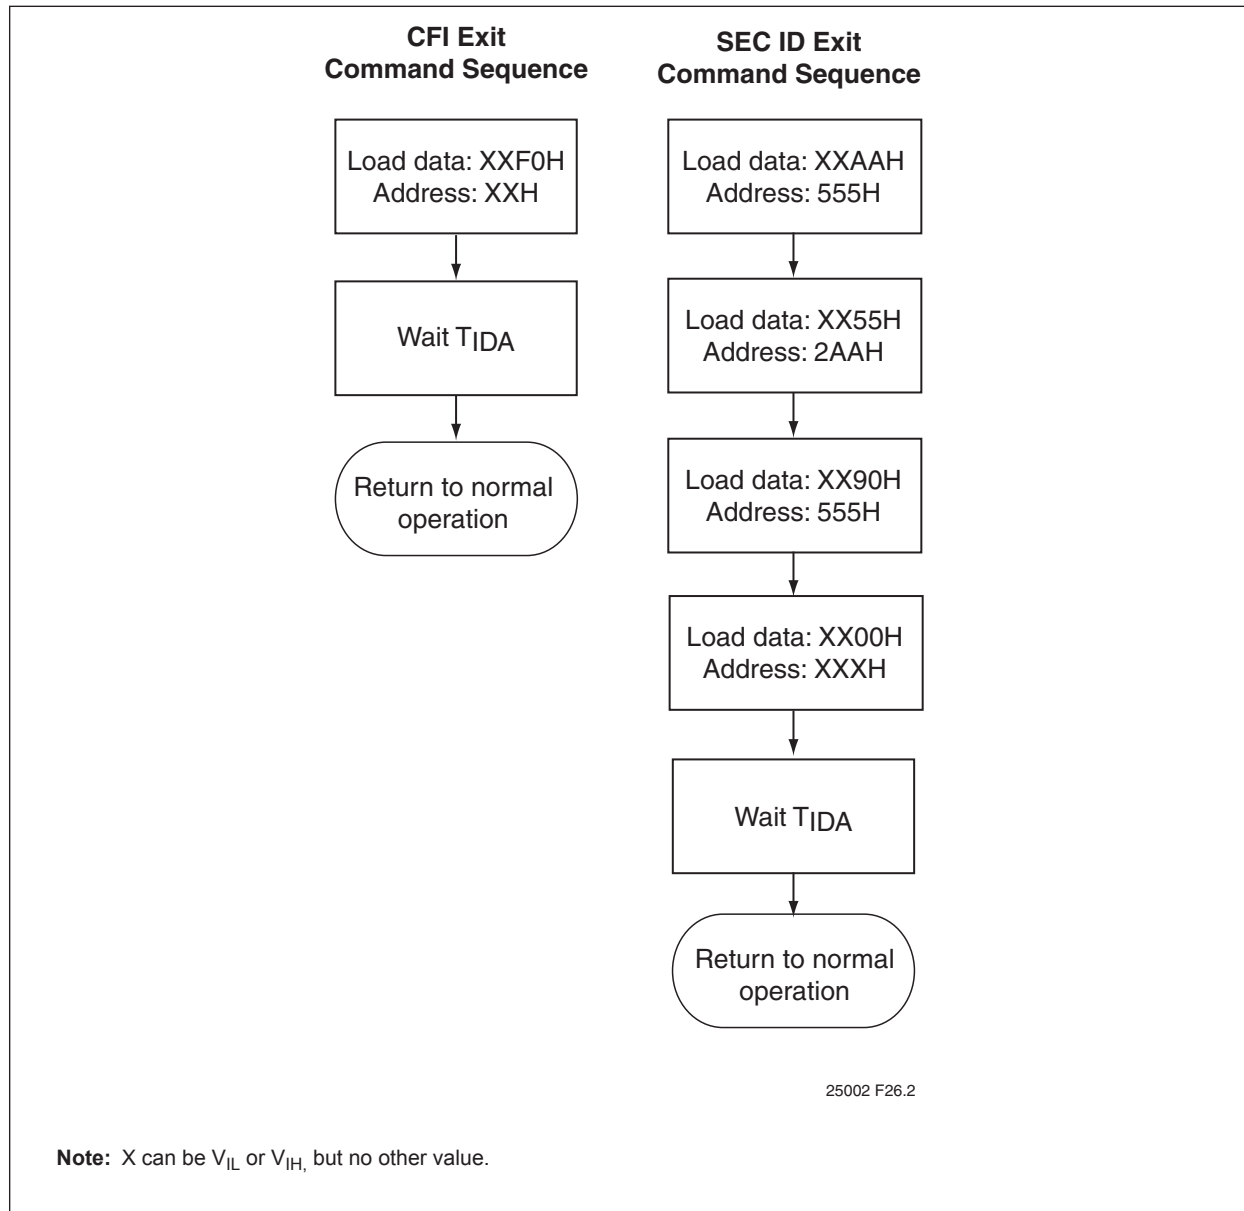 CFI Exit
Command Sequence
Load data: XXF0H
Address: XXH
Wait TIDA
Return to normal
operation
SEC ID Exit
Command Sequence
Load data: XXAAH
Address: 555H
Load data: XX55H
Address: 2AAH
Load data: XX90H
Address: 555H
Load data: XX00H
Address: XXXH
Wait TIDA
Return to normal
operation
25002 F26.2
Note: X can be VIL or VIH, but no other value.